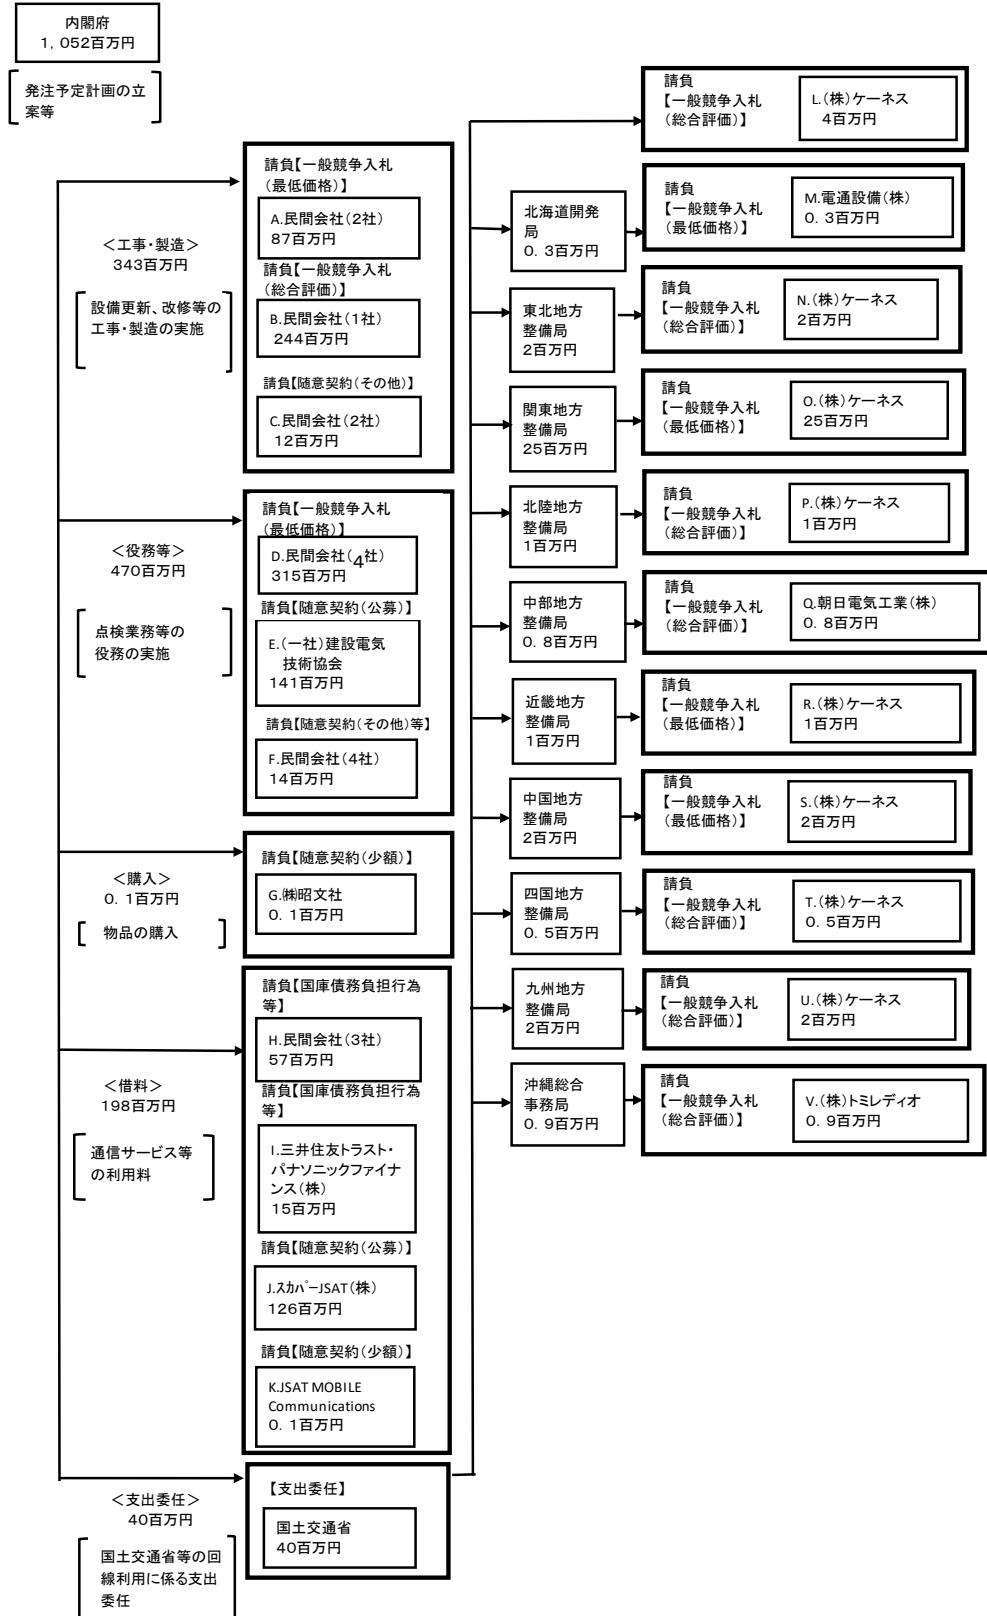 内閣府
1,052百万円
発注予定計画の立
案等
＜工事・製造＞
343百万円
設備更新、改修等の
工事・製造の実施
請負【一般競争入札
(最低価格)】
A.民間会社(2社)
87百万円
請負【一般競争入札
(総合評価)】
B.民間会社(1社)
244百万円
請負【随意契約(その他)】
C.民間会社(2社)
12百万円
＜役務等＞
470百万円
点検業務等の
役務の実施
請負【一般競争入札
(最低価格)】
D.民間会社(4社)
315百万円
請負【随意契約(公募)】
E.(一社)建設電気
技術協会
141百万円
請負【随意契約(その他)等】
F.民間会社(4社)
14百万円
＜購入＞
0.1百万円
物品の購入
請負【随意契約(少額)】
G.㈱昭文社
0.1百万円
＜借料＞
198百万円
通信サービス等
の利用料
請負【国庫債務負担行為
等】
H.民間会社(3社)
57百万円
請負【国庫債務負担行為
等】
I.三井住友トラスト・
パナソニックファイナ
ンス(株)
15百万円
請負【随意契約(公募)】
J.ｽｶﾊﾟｰJSAT(株)
126百万円
請負【随意契約(少額)】
K.JSAT MOBILE
Communications
0.1百万円
＜支出委任＞
40百万円
国土交通省等の回
線利用に係る支出
委任
【支出委任】
国土交通省
40百万円
請負
【一般競争入札
(総合評価)】
L.(株)ケーネス
4百万円
北海道開発
局
0.3百万円
請負
【一般競争入札
(最低価格)】
M.電通設備(株)
0.3百万円
東北地方
整備局
2百万円
請負
【一般競争入札
(総合評価)】
N.(株)ケーネス
2百万円
関東地方
整備局
25百万円
請負
【一般競争入札
(最低価格)】
O.(株)ケーネス
25百万円
北陸地方
整備局
1百万円
請負
【一般競争入札
(総合評価)】
P.(株)ケーネス
1百万円
中部地方
整備局
0.8百万円
請負
【一般競争入札
(総合評価)】
Q.朝日電気工業(株)
0.8百万円
近畿地方
整備局
1百万円
請負
【一般競争入札
(最低価格)】
R.(株)ケーネス
1百万円
中国地方
整備局
2百万円
請負
【一般競争入札
(最低価格)】
S.(株)ケーネス
2百万円
四国地方
整備局
0.5百万円
請負
【一般競争入札
(総合評価)】
T.(株)ケーネス
0.5百万円
九州地方
整備局
2百万円
請負
【一般競争入札
(総合評価)】
U.(株)ケーネス
2百万円
沖縄総合
事務局
0.9百万円
請負
【一般競争入札
(総合評価)】
V.(株)トミレディオ
0.9百万円